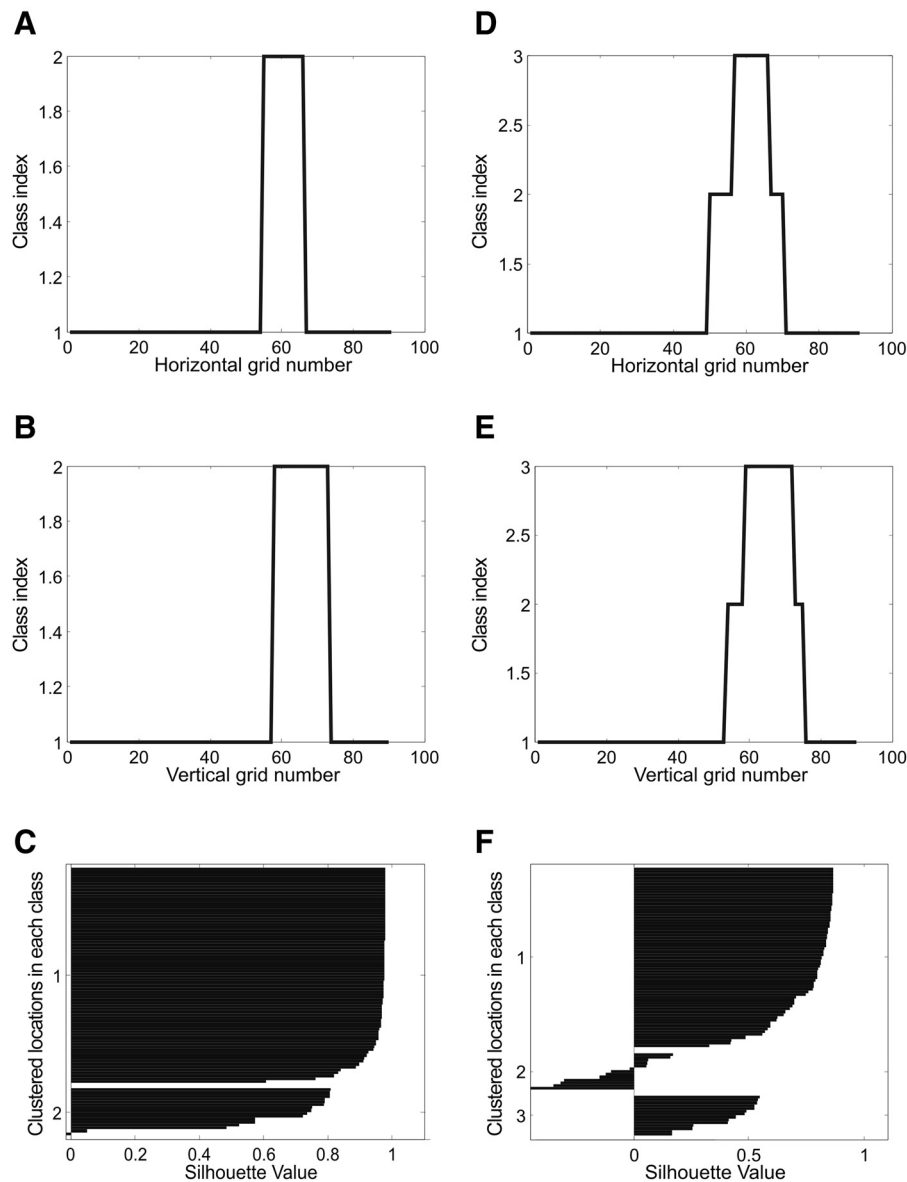 A
D
2
1.8
1.6
1.4
1.2
1
Class index
0 20 40 60 80 100
Horizontal grid number
3
2.5
2
1.5
1
Class index
0 20 40 60 80 100
Horizontal grid number
B
E
2
1.8
1.6
1.4
1.2
1
Class index
0 20 40 60 80 100
Vertical grid number
3
2.5
2
1.5
1
Class index
0 20 40 60 80 100
Vertical grid number
C
F
Clustered locations in each class
1
2
0 0.2 0.4 0.6 0.8 1
Silhouette Value
Clustered locations in each class
1
2
3
0 0.5 1
Silhouette Value